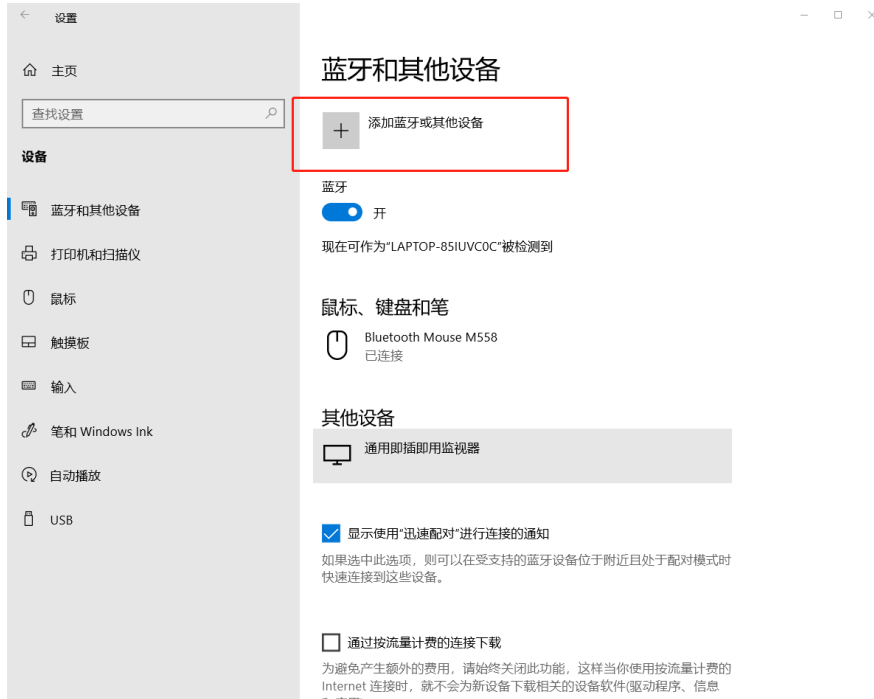 设置
主页
查找设置
设备
蓝牙和其他设备
打印机和扫描仪
鼠标
触摸板
输入
笔和 Windows Ink
自动播放
USB
蓝牙和其他设备
添加蓝牙或其他设备
蓝牙
开
现在可作为"LAPTOP-85IUVC0C"被检测到
鼠标、键盘和笔
Bluetooth Mouse M558
已连接
其他设备
通用即插即用监视器
显示使用"迅速配对"进行连接的通知
如果选中此选项，则可以在受支持的蓝牙设备位于附近且处于配对模式时
快速连接到这些设备。
通过按流量计费的连接下载
为避免产生额外的费用，请始终关闭此功能，这样当你使用按流量计费的
Internet 连接时，就不会为新设备下载相关的设备软件(驱动程序、信息